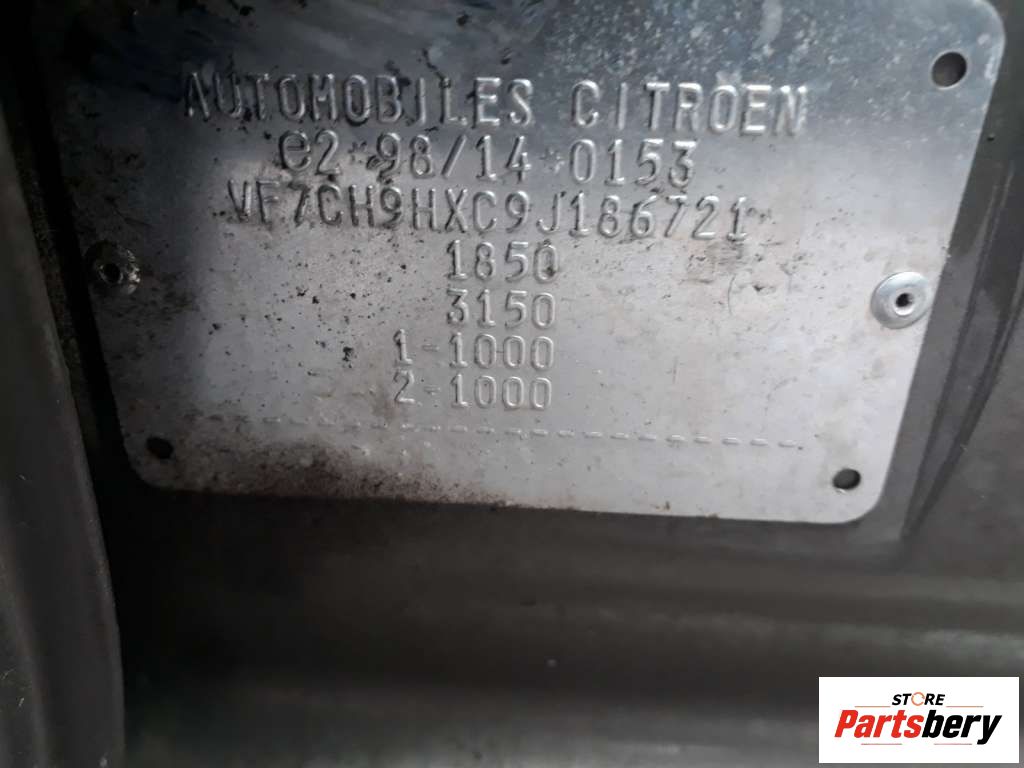 AUTOMOBILES CITROEN
e2*98/14*0153
VF7CH9HXC9J186721
1850
3150
1-1000
2-1000
STORE
Partsbery